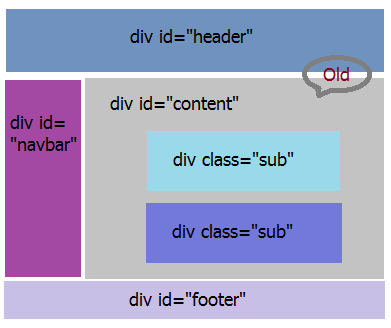 div id="header"
Old
div id="content"
div id=
"navbar"
div class="sub"
div class="sub"
div id="footer"